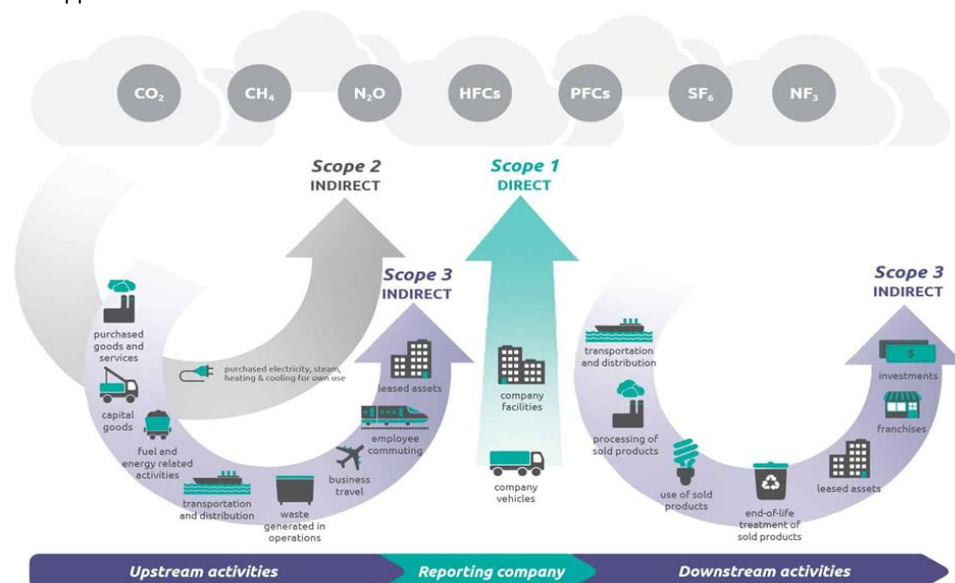 CO₂ CH₄ N₂O HFCs PFCs SF₆ NF₃
Scope 2
INDIRECT
Scope 1
DIRECT
Scope 3
INDIRECT
Scope 3
INDIRECT
purchased
goods and
services
capital
goods
fuel and
energy related
activities
transportation
and distribution
waste
generated in
operations
business
travel
employee
commuting
leased assets
purchased electricity, steam,
heating & cooling for own use
company
facilities
company
vehicles
transportation
and distribution
processing of
sold products
use of sold
products
end-of-life
treatment of
sold products
leased assets
franchises
$
investments
Upstream activities Reporting company Downstream activities